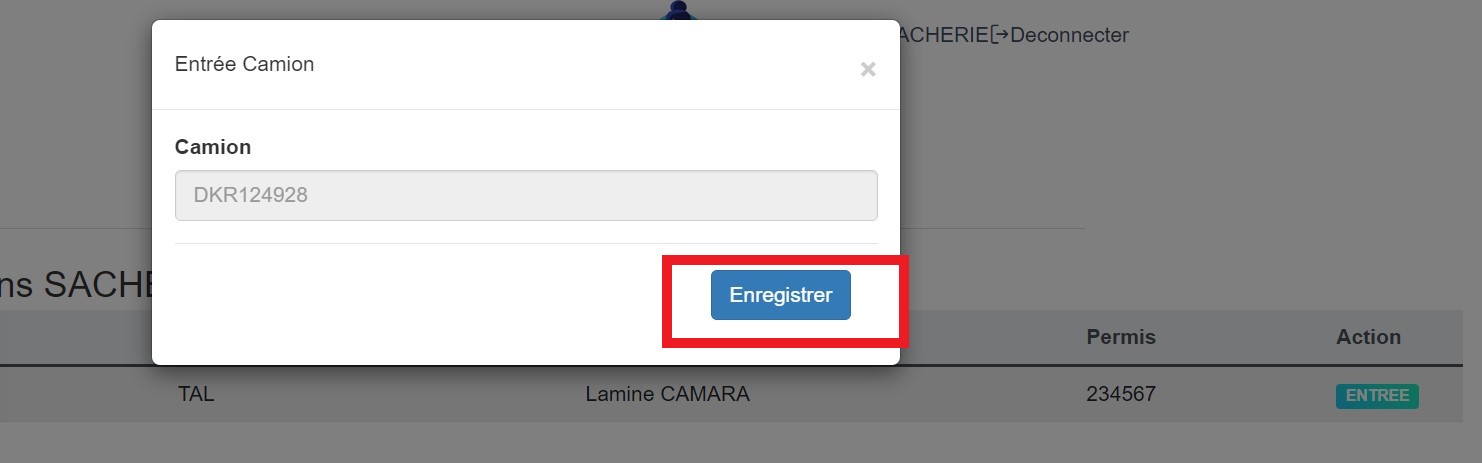 ACHERIE Deconnecter
Entrée Camion
×
Camion
DKR124928
Enregistrer
ns SACHE
Permis Action
TAL Lamine CAMARA 234567 ENTREE